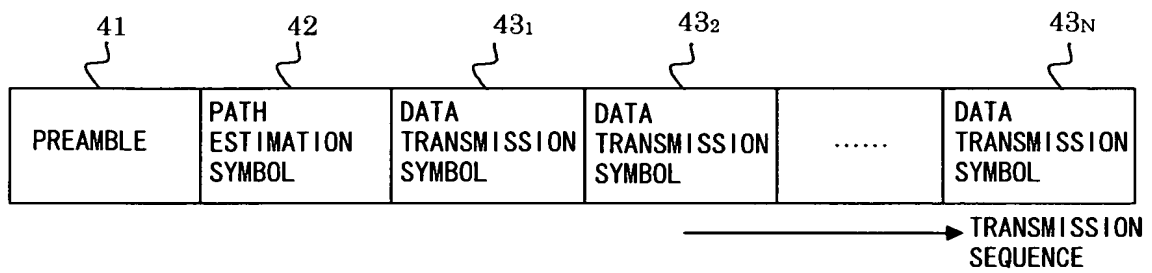 41 42 43₁ 43₂ 43N
PREAMBLE
PATH
ESTIMATION
SYMBOL
DATA
TRANSMISSION
SYMBOL
DATA
TRANSMISSION
SYMBOL
......
DATA
TRANSMISSION
SYMBOL
TRANSMISSION
SEQUENCE